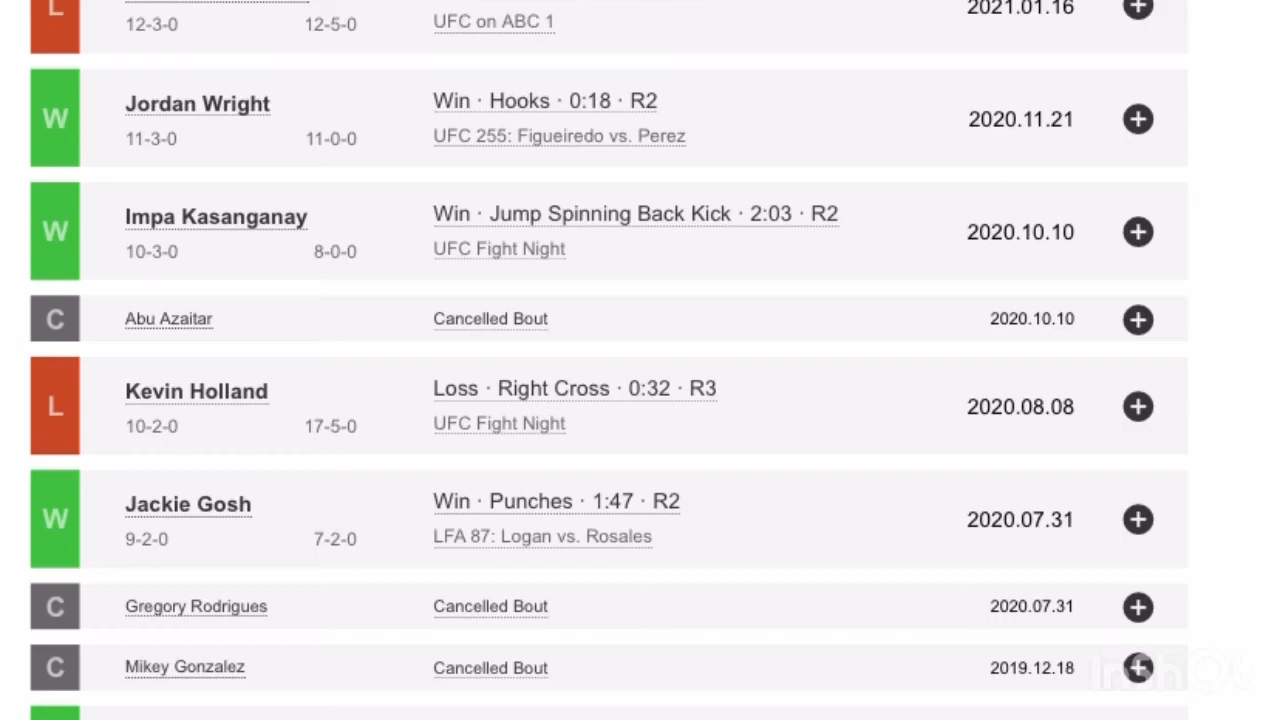 L
2021.01.16
12-3-0 12-5-0 UFC on ABC 1
W
Jordan Wright Win · Hooks · 0:18 · R2
2020.11.21
11-3-0 11-0-0 UFC 255: Figueiredo vs. Perez
W
Impa Kasanganay Win · Jump Spinning Back Kick · 2:03 · R2
2020.10.10
10-3-0 8-0-0 UFC Fight Night
C Abu Azaitar Cancelled Bout 2020.10.10
L
Kevin Holland Loss · Right Cross · 0:32 · R3
2020.08.08
10-2-0 17-5-0 UFC Fight Night
W
Jackie Gosh Win · Punches · 1:47 · R2
2020.07.31
9-2-0 7-2-0 LFA 87: Logan vs. Rosales
C Gregory Rodrigues Cancelled Bout 2020.07.31
C Mikey Gonzalez Cancelled Bout 2019.12.18
InShOt